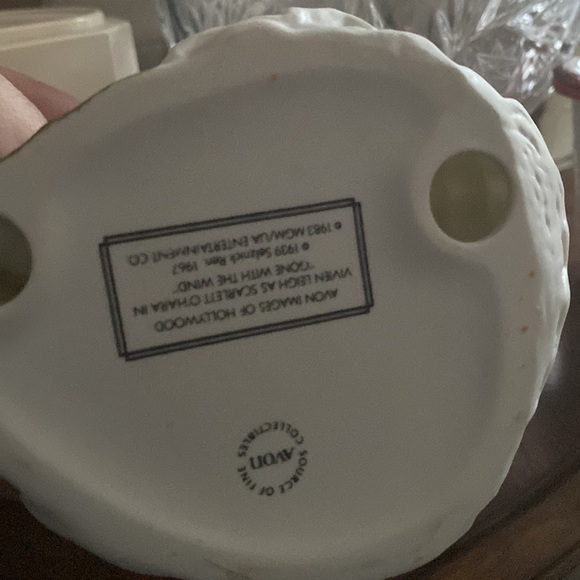 AVON
SOURCE OF FINE COLLECTIBLES
AVON IMAGES OF HOLLYWOOD
VIVIEN LEIGH AS SCARLETT O'HARA IN
"GONE WITH THE WIND".
© 1939 Selznick Ren. 1967
© 1983 MGM/UA ENTERTAINMENT CO.